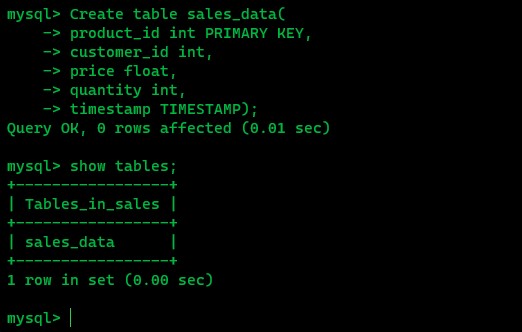 mysql> Create table sales_data(
    -> product_id int PRIMARY KEY,
    -> customer_id int,
    -> price float,
    -> quantity int,
    -> timestamp TIMESTAMP);
Query OK, 0 rows affected (0.01 sec)

mysql> show tables;
+-----------------+
| Tables_in_sales |
+-----------------+
| sales_data      |
+-----------------+
1 row in set (0.00 sec)

mysql>